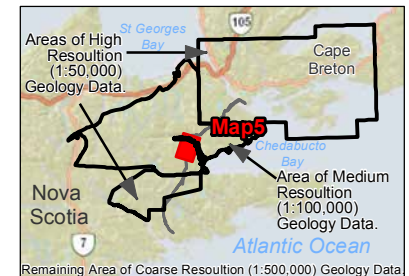 St Georges
Bay
105
Areas of High
Resoultion
(1:50,000)
Geology Data.
Cape
Breton
Map5
Chedabucto
Bay
Area of Medium
Resoultion
(1:100,000)
Geology Data.
Nova
Scotia
7
Atlantic Ocean
Remaining Area of Coarse Resoultion (1:500,000) Geology Data